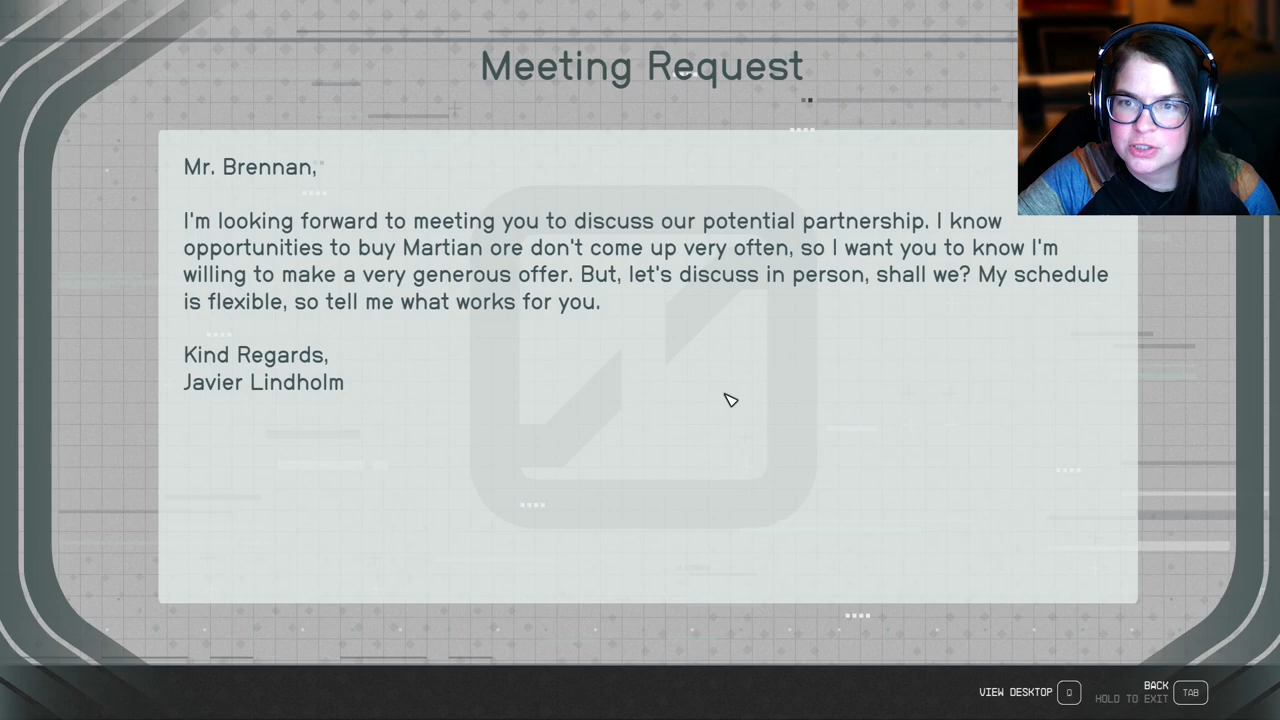 Meeting Request
Mr. Brennan,
I'm looking forward to meeting you to discuss our potential partnership. I know
opportunities to buy Martian ore don't come up very often, so I want you to know I'm
willing to make a very generous offer. But, let's discuss in person, shall we? My schedule
is flexible, so tell me what works for you.
Kind Regards,
Javier Lindholm
VIEW DESKTOP Q
BACK
HOLD TO EXIT TAB